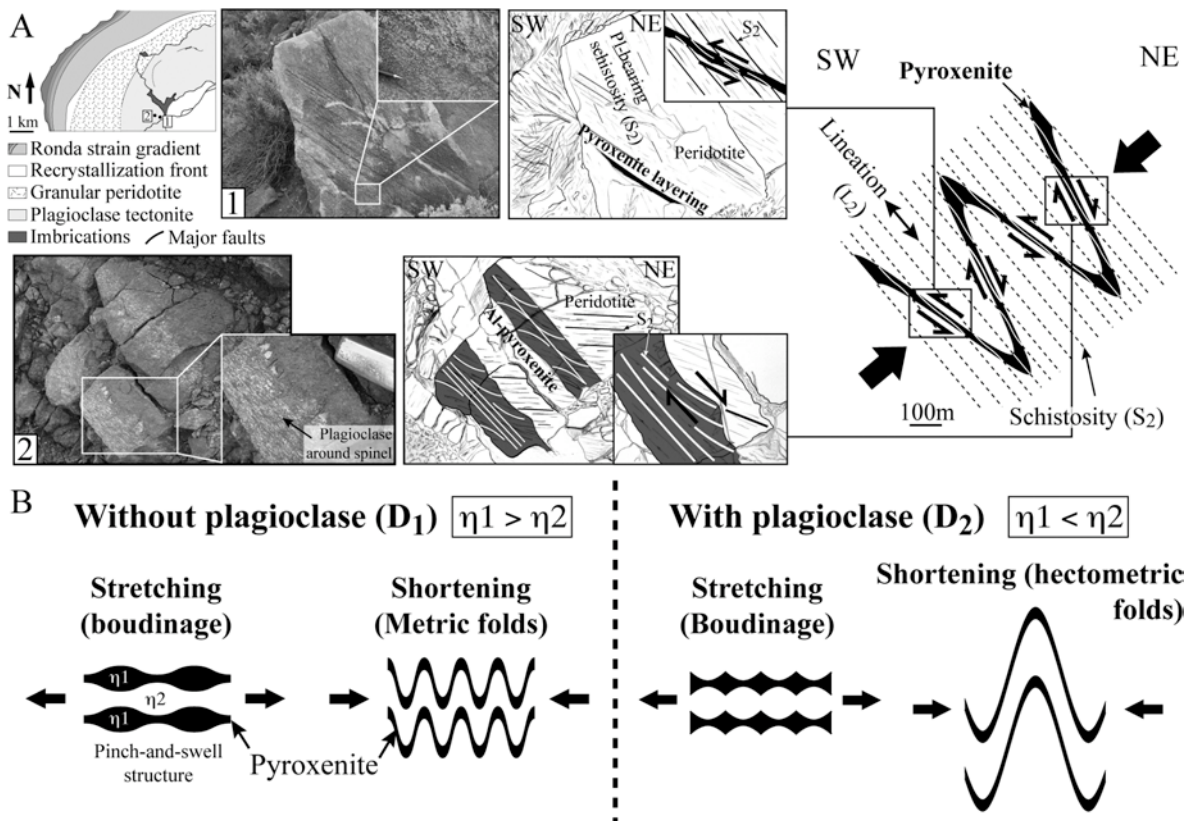 A
N
1 km
2
1
Ronda strain gradient
Recrystallization front
Granular peridotite
Plagioclase tectonite
Imbrications
Major faults
1
SW
NE
Pl-bearing
schistosity (S2)
S2
Peridotite
Pyroxenite layering
SW
NE
Pyroxenite
Lineation
(L2)
100m
Schistosity (S2)
2
Plagioclase
around spinel
SW
NE
Peridotite
Al-pyroxenite
B
Without plagioclase (D1)
η1 > η2
Stretching
(boudinage)
Shortening
(Metric folds)
η1
η2
η1
Pinch-and-swell
structure
Pyroxenite
With plagioclase (D2)
η1 < η2
Stretching
(Boudinage)
Shortening (hectometric
folds)